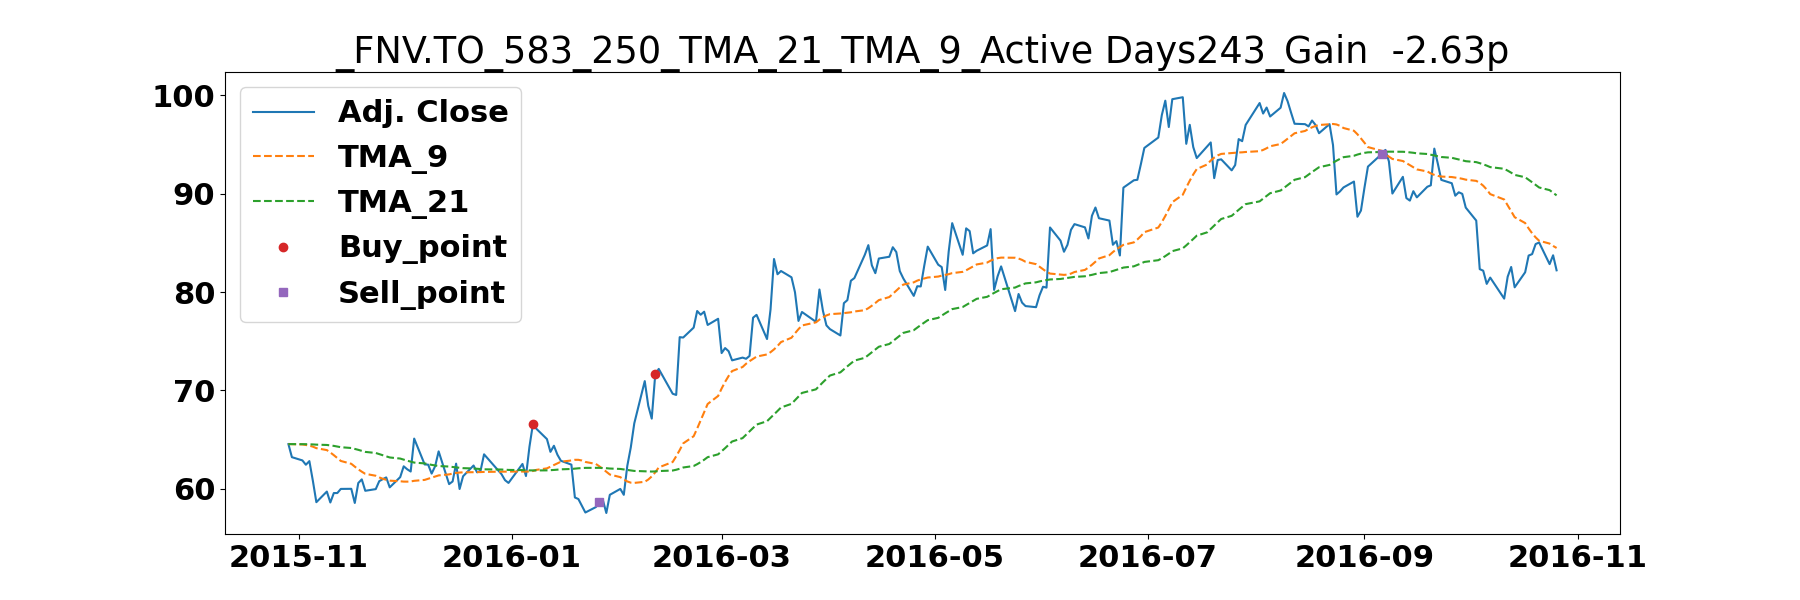 _FNV.TO_583_250_TMA_21_TMA_9_Active Days243_Gain  -2.63p
100
90
80
70
60
Adj. Close
TMA_9
TMA_21
Buy_point
Sell_point
2015-11 2016-01 2016-03 2016-05 2016-07 2016-09 2016-11